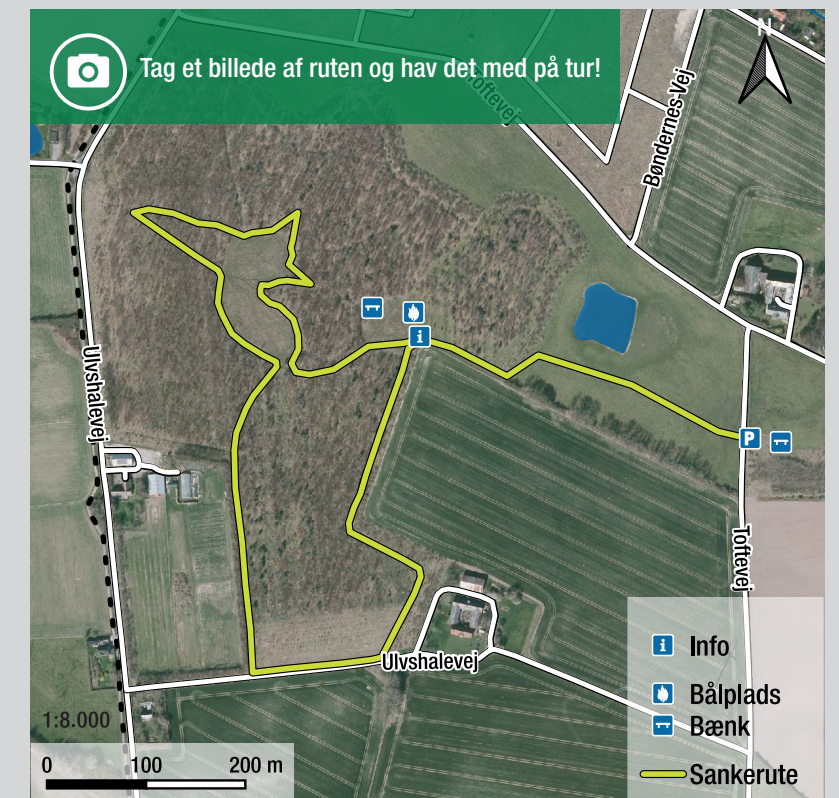 Tag et billede af ruten og hav det med på tur!
N
Toftevej
Bøndernes-Vej
i
Ulvshalevej
P
Toftevej
Ulvshalevej
i Info
Bålplads
Bænk
Sankerute
1:8.000
0 100 200 m